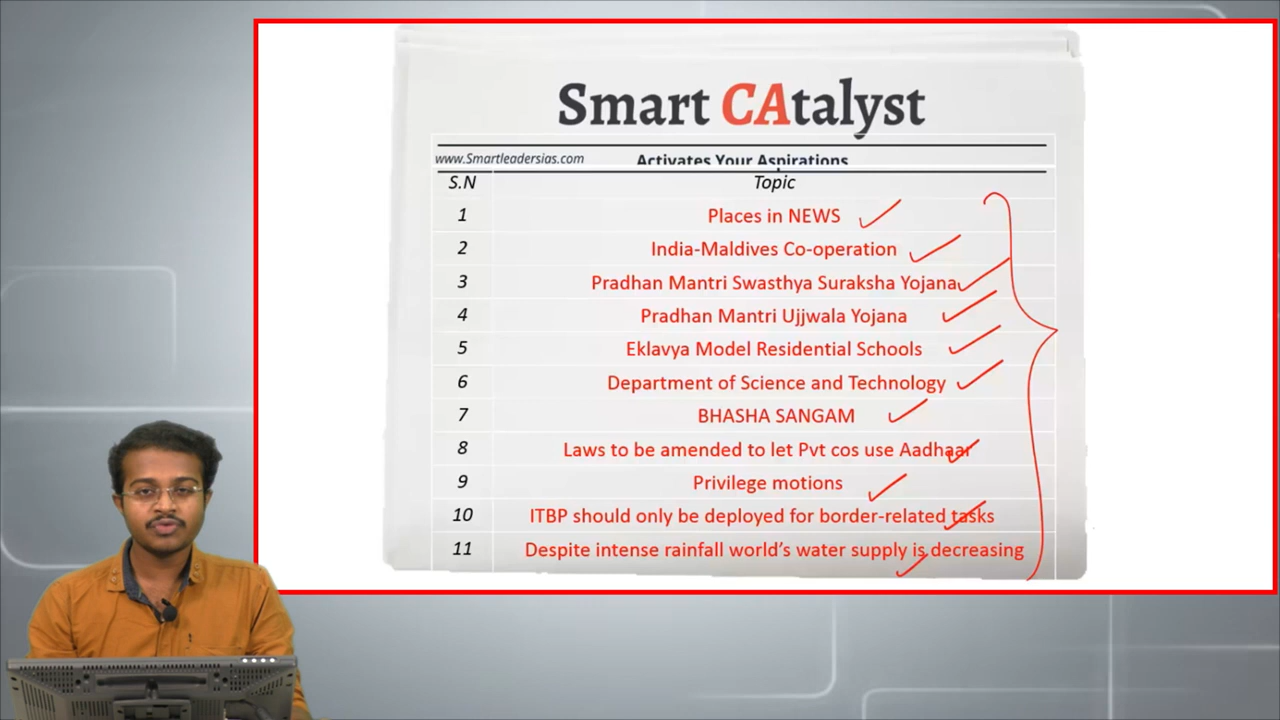 Smart CAtalyst
www.Smartleadersias.com Activates Your Aspirations
S.N Topic
1 Places in NEWS
2 India-Maldives Co-operation
3 Pradhan Mantri Swasthya Suraksha Yojana
4 Pradhan Mantri Ujjwala Yojana
5 Eklavya Model Residential Schools
6 Department of Science and Technology
7 BHASHA SANGAM
8 Laws to be amended to let Pvt cos use Aadhaar
9 Privilege motions
10 ITBP should only be deployed for border-related tasks
11 Despite intense rainfall world's water supply is decreasing